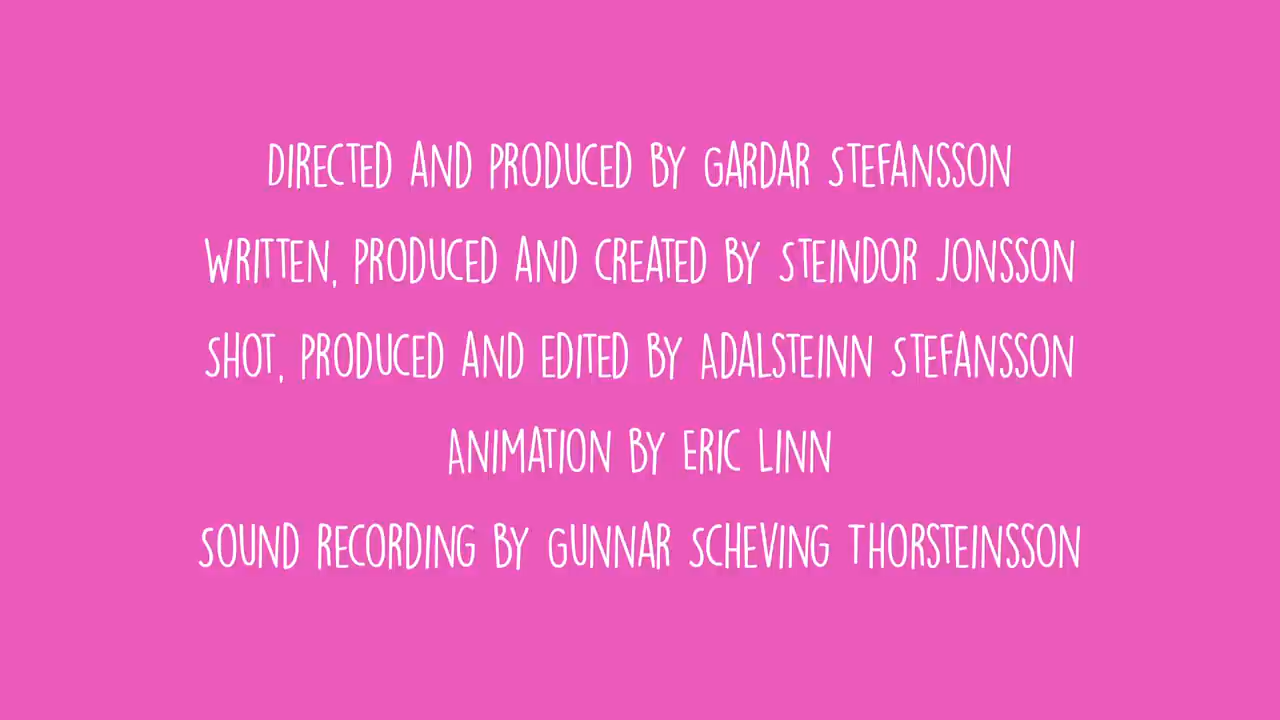 DIRECTED AND PRODUCED BY GARDAR STEFANSSON
WRITTEN, PRODUCED AND CREATED BY STEINDOR JONSSON
SHOT, PRODUCED AND EDITED BY ADALSTEINN STEFANSSON
ANIMATION BY ERIC LINN
SOUND RECORDING BY GUNNAR SCHEVING THORSTEINSSON